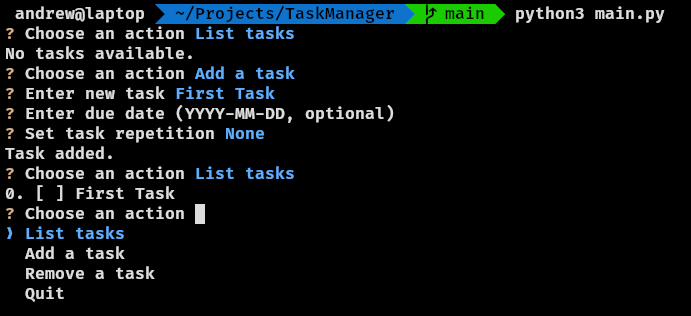 andrew@laptop ~/Projects/TaskManager main python3 main.py
? Choose an action List tasks
No tasks available.
? Choose an action Add a task
? Enter new task First Task
? Enter due date (YYYY-MM-DD, optional)
? Set task repetition None
Task added.
? Choose an action List tasks
0. [ ] First Task
? Choose an action
❯ List tasks
Add a task
Remove a task
Quit